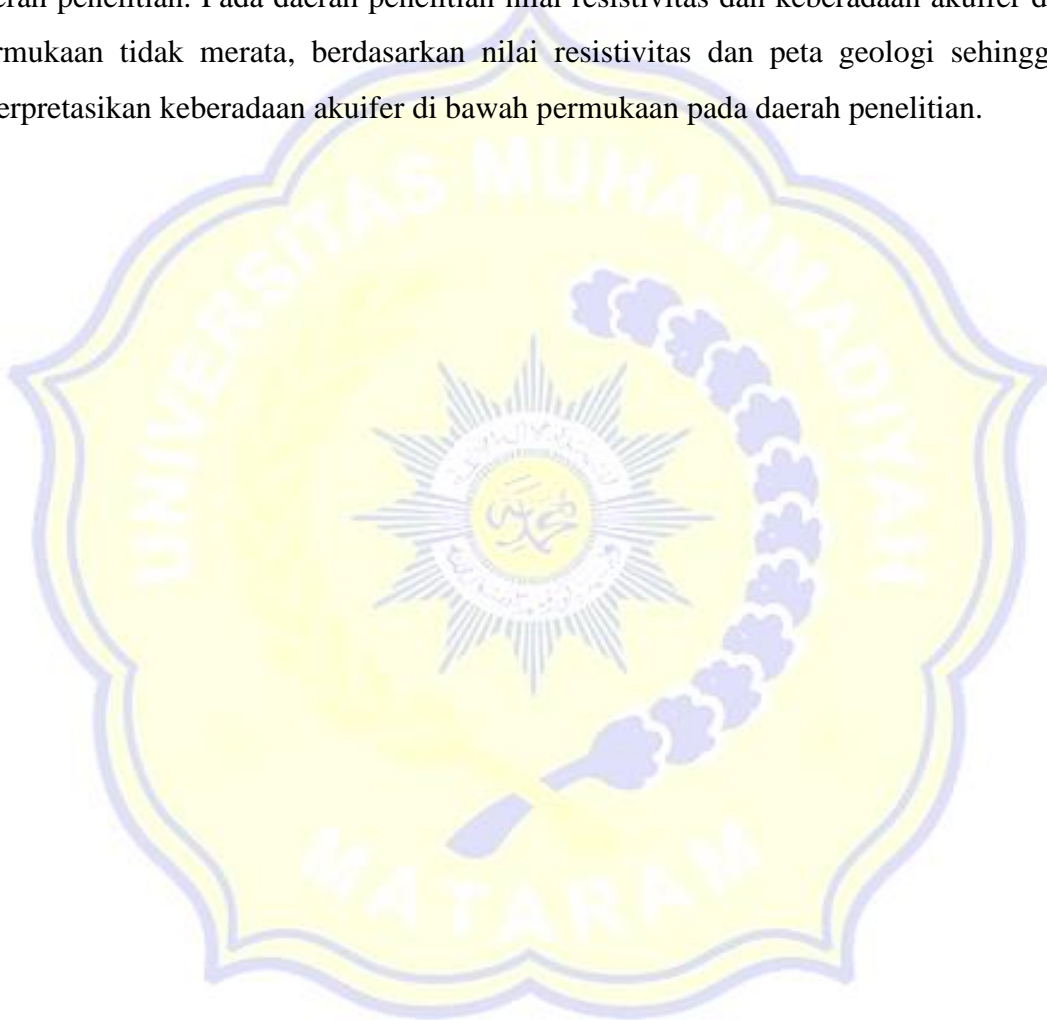 erah penelitian. Pada daerah penelitian nilai resistivitas dan keberadaan akuifer d
rmukaan tidak merata, berdasarkan nilai resistivitas dan peta geologi sehingg
erpretasikan keberadaan akuifer di bawah permukaan pada daerah penelitian.
UNIVERSITAS MUHAMMADIYAH
MATARAM